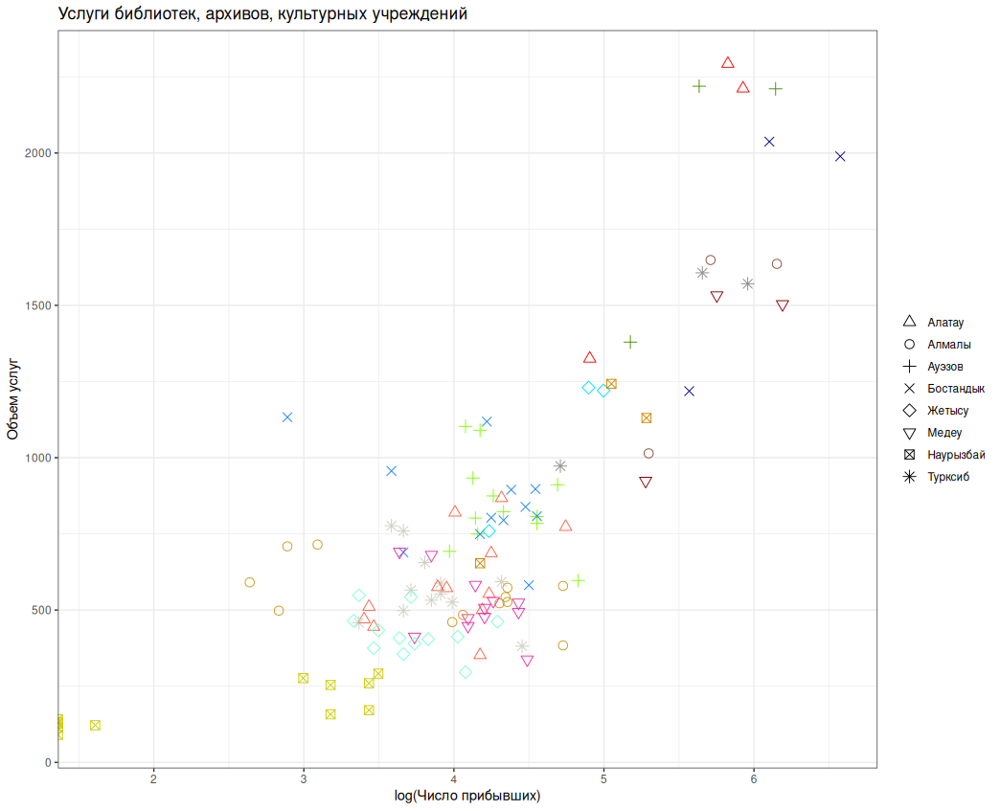 Услуги библиотек, архивов, культурных учреждений
Объем услуг
2000
1500
1000
500
0
2 3 4 5 6
log(Число прибывших)
Алатау
Алмалы
Ауэзов
Бостандык
Жетысу
Медеу
Наурызбай
Турксиб